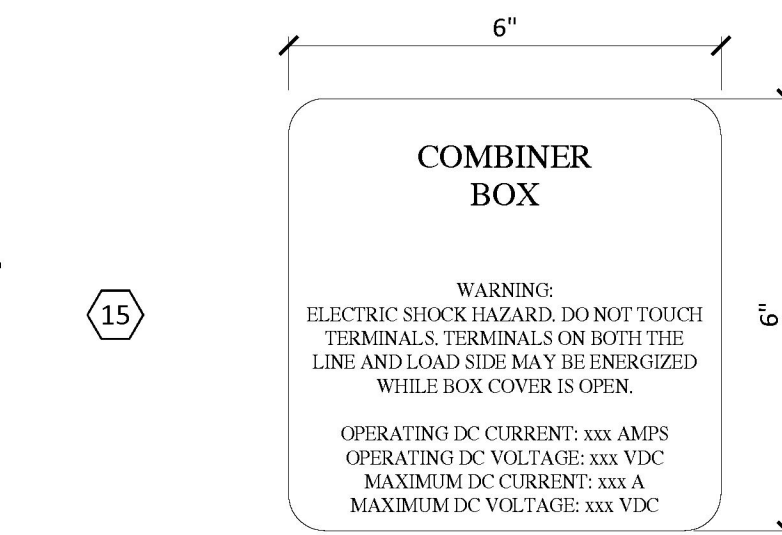 6"
COMBINER
BOX
15
6"
WARNING:
ELECTRIC SHOCK HAZARD. DO NOT TOUCH
TERMINALS. TERMINALS ON BOTH THE
LINE AND LOAD SIDE MAY BE ENERGIZED
WHILE BOX COVER IS OPEN.
OPERATING DC CURRENT: xxx AMPS
OPERATING DC VOLTAGE: xxx VDC
MAXIMUM DC CURRENT: xxx A
MAXIMUM DC VOLTAGE: xxx VDC